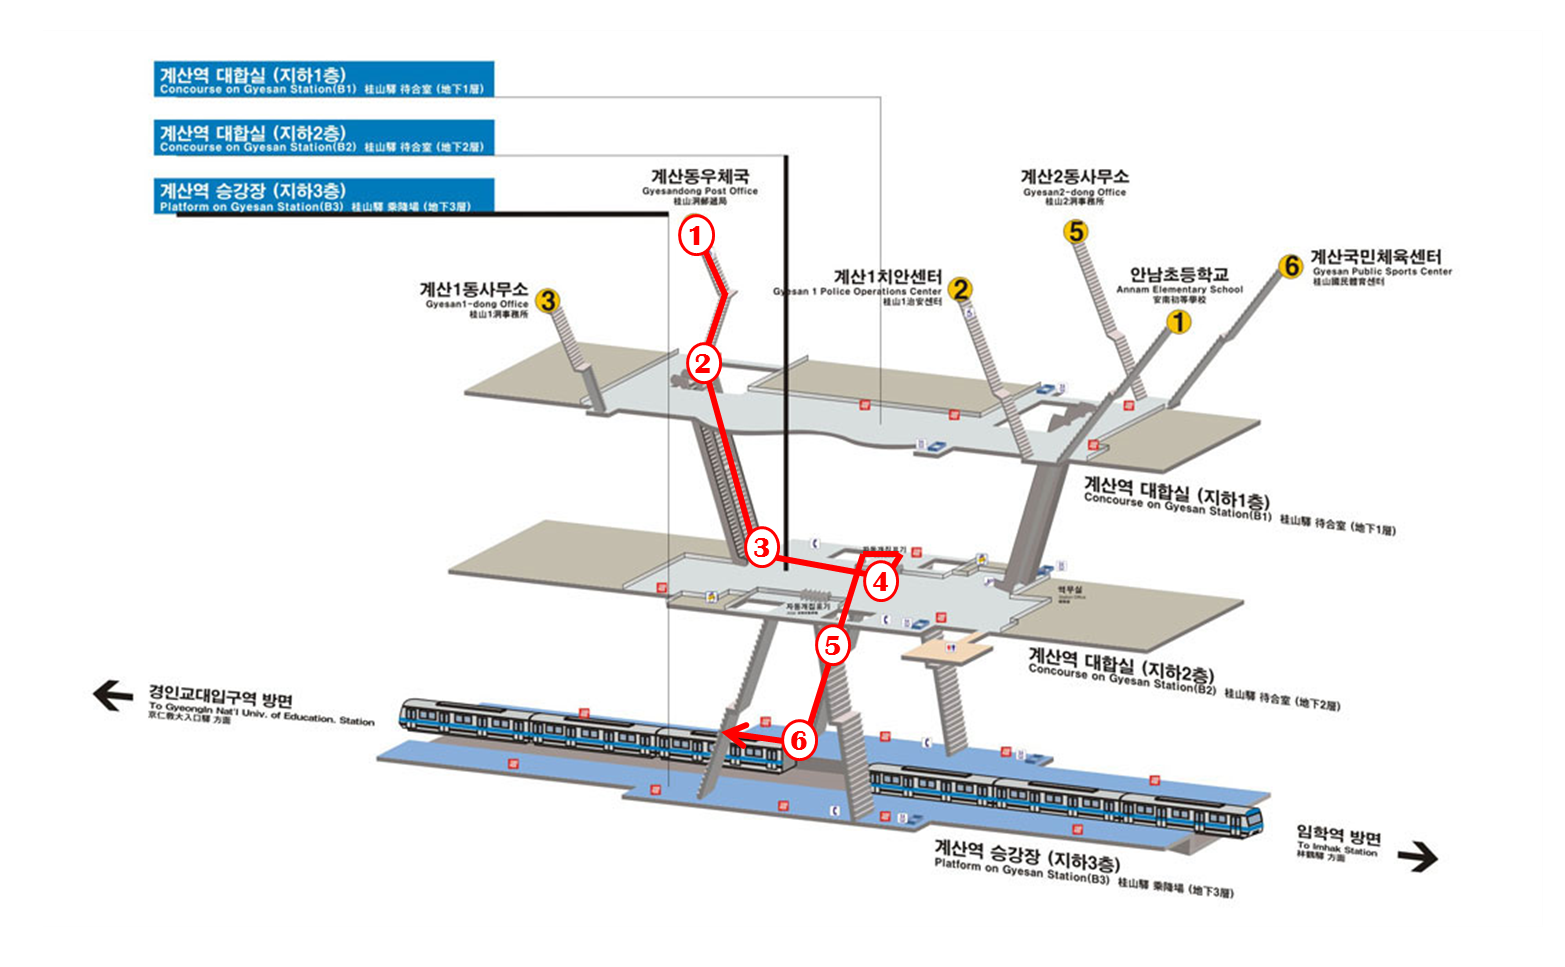 계산역 대합실 (지하1층)
Concourse on Gyesan Station(B1) 桂山驛 待合室 (地下1層)
계산역 대합실 (지하2층)
Concourse on Gyesan Station(B2) 桂山驛 待合室 (地下2層)
계산역 승강장 (지하3층)
Platform on Gyesan Station(B3) 桂山驛 乘降場 (地下3層)
계산동우체국
Gyesandong Post Office
桂山洞郵遞局
1
계산2동사무소
Gyesan2-dong Office
桂山2洞事務所
5
계산국민체육센터
Gyesan Public Sports Center
桂山國民體育센터
6
안남초등학교
Annam Elementary School
安南初等學校
1
계산1치안센터
Gyesan 1 Police Operations Center
桂山1治安센터
2
계산1동사무소
Gyesan1-dong Office
桂山1洞事務所
3
2
계산역 대합실 (지하1층)
Concourse on Gyesan Station(B1) 桂山驛 待合室 (地下1層)
3
자동개집표기
4
역무실
자동개집표기
5
계산역 대합실 (지하2층)
Concourse on Gyesan Station(B2) 桂山驛 待合室 (地下2層)
경인교대입구역 방면
To GyeongIn Nat'l Univ. of Education. Station
京仁敎大入口驛 方面
6
임학역 방면
To Imhak Station
林鶴驛 方面
계산역 승강장 (지하3층)
Platform on Gyesan Station(B3) 桂山驛 乘降場 (地下3層)